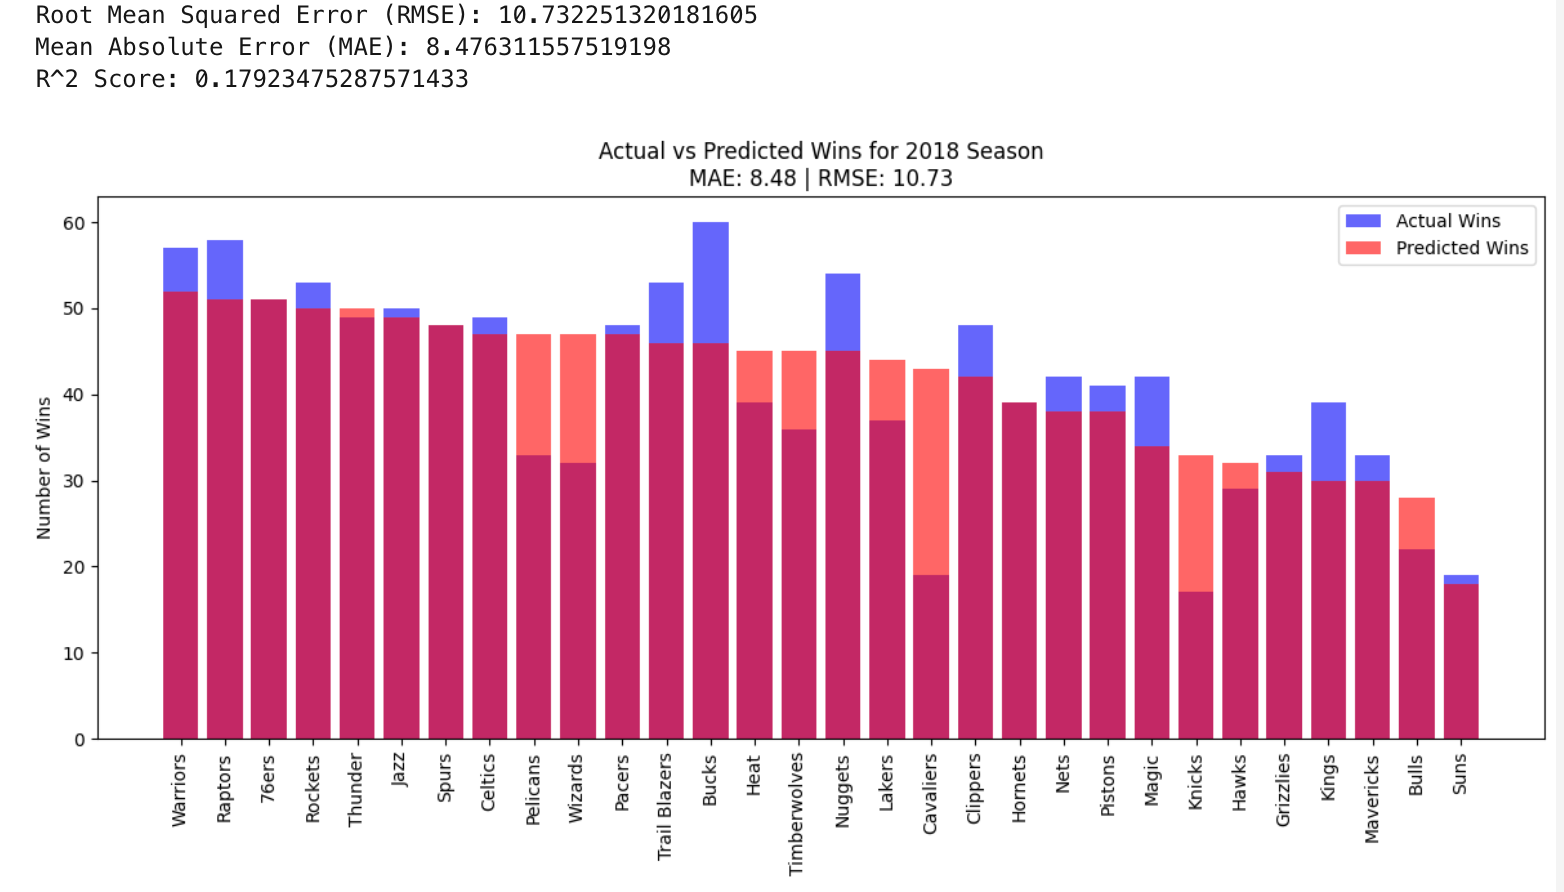 Root Mean Squared Error (RMSE): 10.732251320181605
Mean Absolute Error (MAE): 8.476311557519198
R^2 Score: 0.17923475287571433
Actual vs Predicted Wins for 2018 Season
MAE: 8.48 | RMSE: 10.73
Actual Wins
Predicted Wins
Number of Wins
60
50
40
30
20
10
0
Warriors
Raptors
76ers
Rockets
Thunder
Jazz
Spurs
Celtics
Pelicans
Wizards
Pacers
Trail Blazers
Bucks
Heat
Timberwolves
Nuggets
Lakers
Cavaliers
Clippers
Hornets
Nets
Pistons
Magic
Knicks
Hawks
Grizzlies
Kings
Mavericks
Bulls
Suns